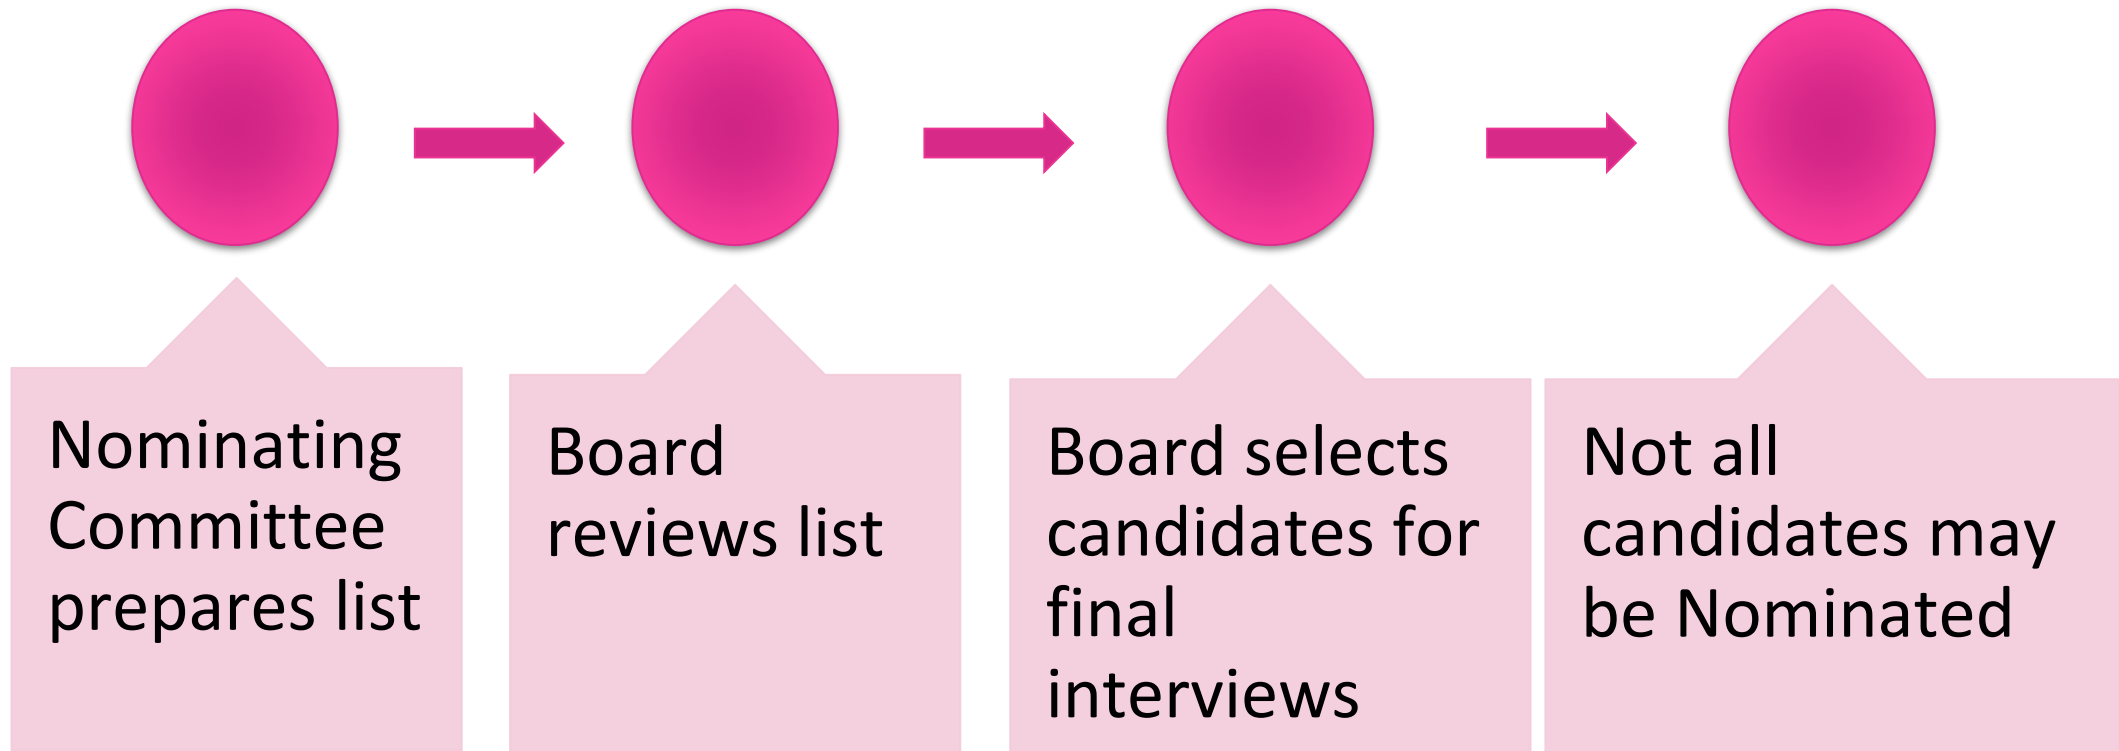 Nominating
Committee
prepares list
Board
reviews list
Board selects
candidates for
final
interviews
Not all
candidates may
be Nominated